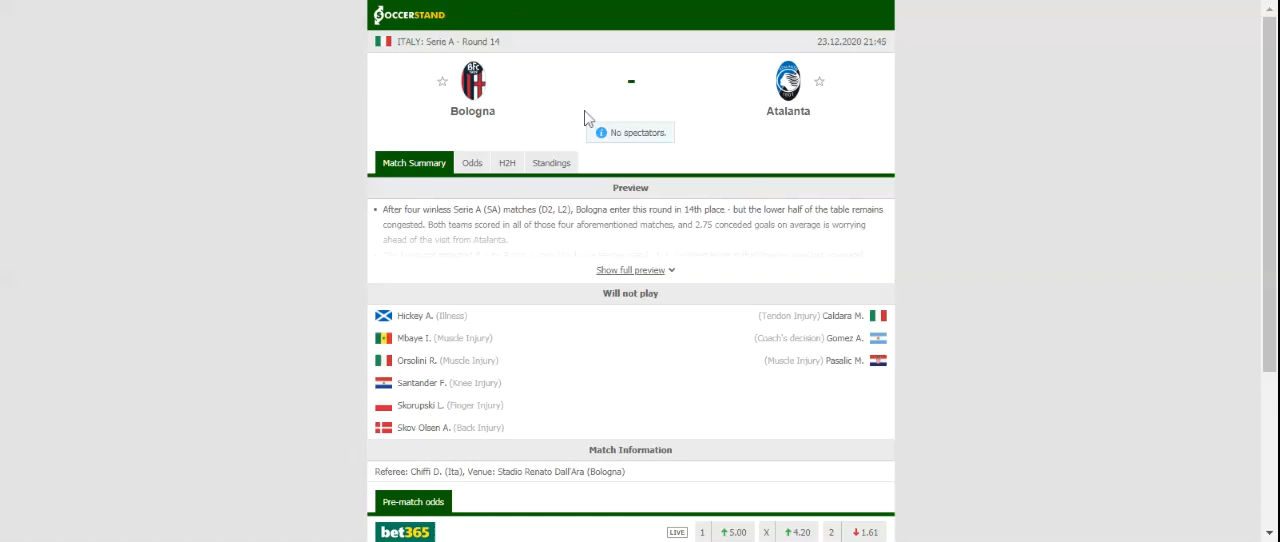 SOCCERSTAND
ITALY: Serie A - Round 14 23.12.2020 21:45
BFC
-
Bologna Atalanta
No spectators.
Match Summary Odds H2H Standings
Preview
• After four winless Serie A (SA) matches (D2, L2), Bologna enter this round in 14th place - but the lower half of the table remains
congested. Both teams scored in all of those four aforementioned matches, and 2.75 conceded goals on average is worrying
ahead of the visit from Atalanta.
Show full preview
Will not play
Hickey A. (Illness) (Tendon Injury) Caldara M.
Mbaye I. (Muscle Injury) (Coach's decision) Gomez A.
Orsolini R. (Muscle Injury) (Muscle Injury) Pasalic M.
Santander F. (Knee Injury)
Skorupski L. (Finger Injury)
Skov Olsen A. (Back Injury)
Match Information
Referee: Chiffi D. (Ita), Venue: Stadio Renato Dall'Ara (Bologna)
Pre-match odds
bet365 LIVE 1 5.00 X 4.20 2 1.61